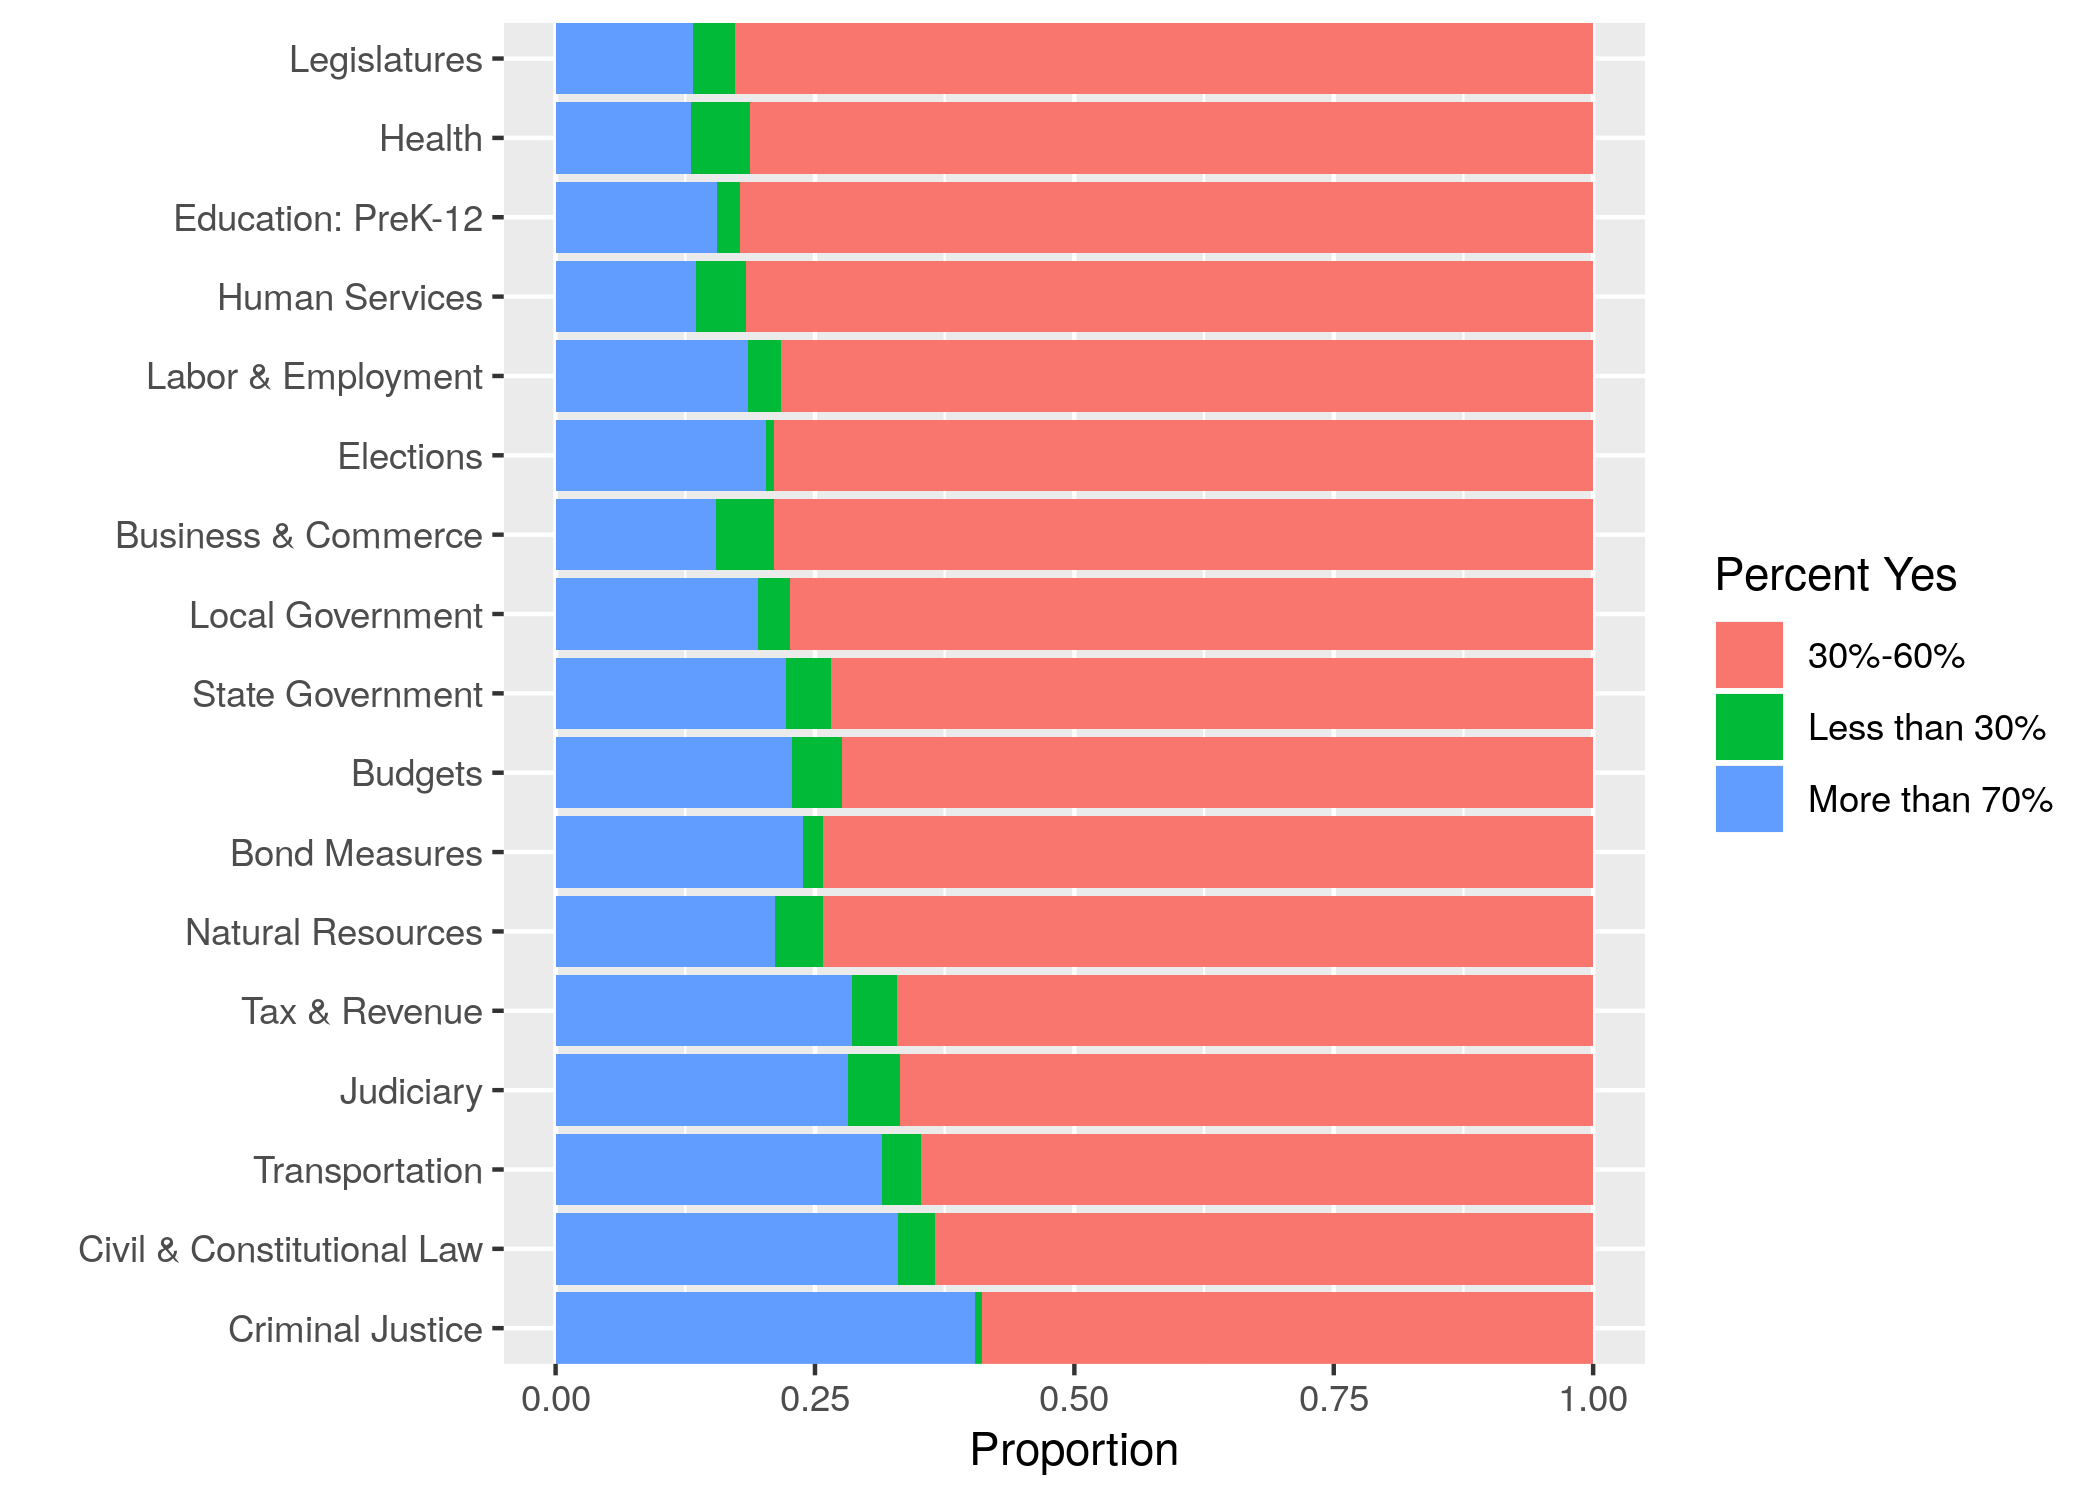 Legislatures
Health
Education: PreK-12
Human Services
Labor & Employment
Elections
Business & Commerce
Local Government
State Government
Budgets
Bond Measures
Natural Resources
Tax & Revenue
Judiciary
Transportation
Civil & Constitutional Law
Criminal Justice
0.00 0.25 0.50 0.75 1.00
Proportion
Percent Yes
30%-60%
Less than 30%
More than 70%